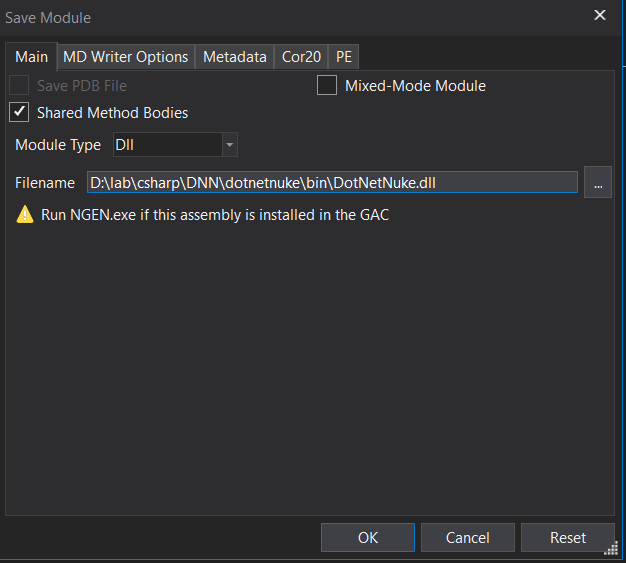 Save Module
Main MD Writer Options Metadata Cor20 PE
Save PDB File Mixed-Mode Module
Shared Method Bodies
Module Type Dll
Filename D:\lab\csharp\DNN\dotnetnuke\bin\DotNetNuke.dll ...
Run NGEN.exe if this assembly is installed in the GAC
OK Cancel Reset